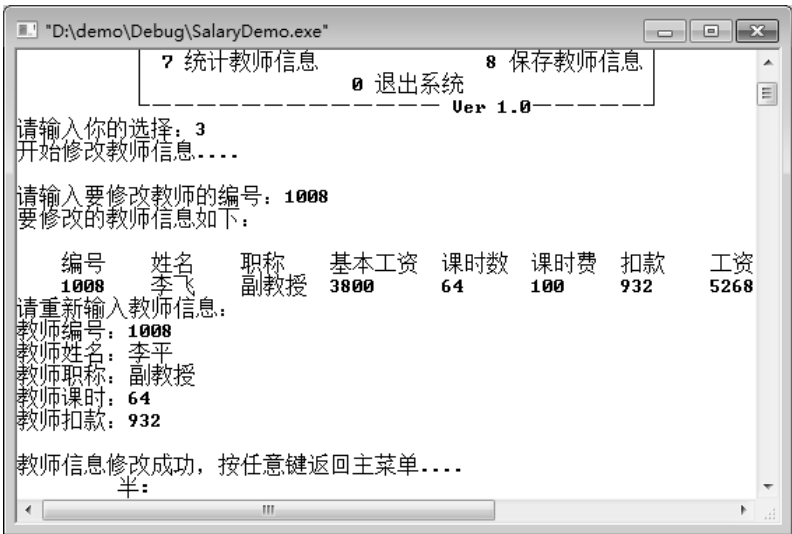 "D:\demo\Debug\SalaryDemo.exe"
7 统计教师信息 8 保存教师信息
0 退出系统
Ver 1.0
请输入你的选择：3
开始修改教师信息....
请输入要修改教师的编号：1008
要修改的教师信息如下：
编号 姓名 职称 基本工资 课时数 课时费 扣款 工资
1008 李飞 副教授 3800 64 100 932 5268
请重新输入教师信息：
教师编号：1008
教师姓名：李平
教师职称：副教授
教师课时：64
教师扣款：932
教师信息修改成功，按任意键返回主菜单....
半：